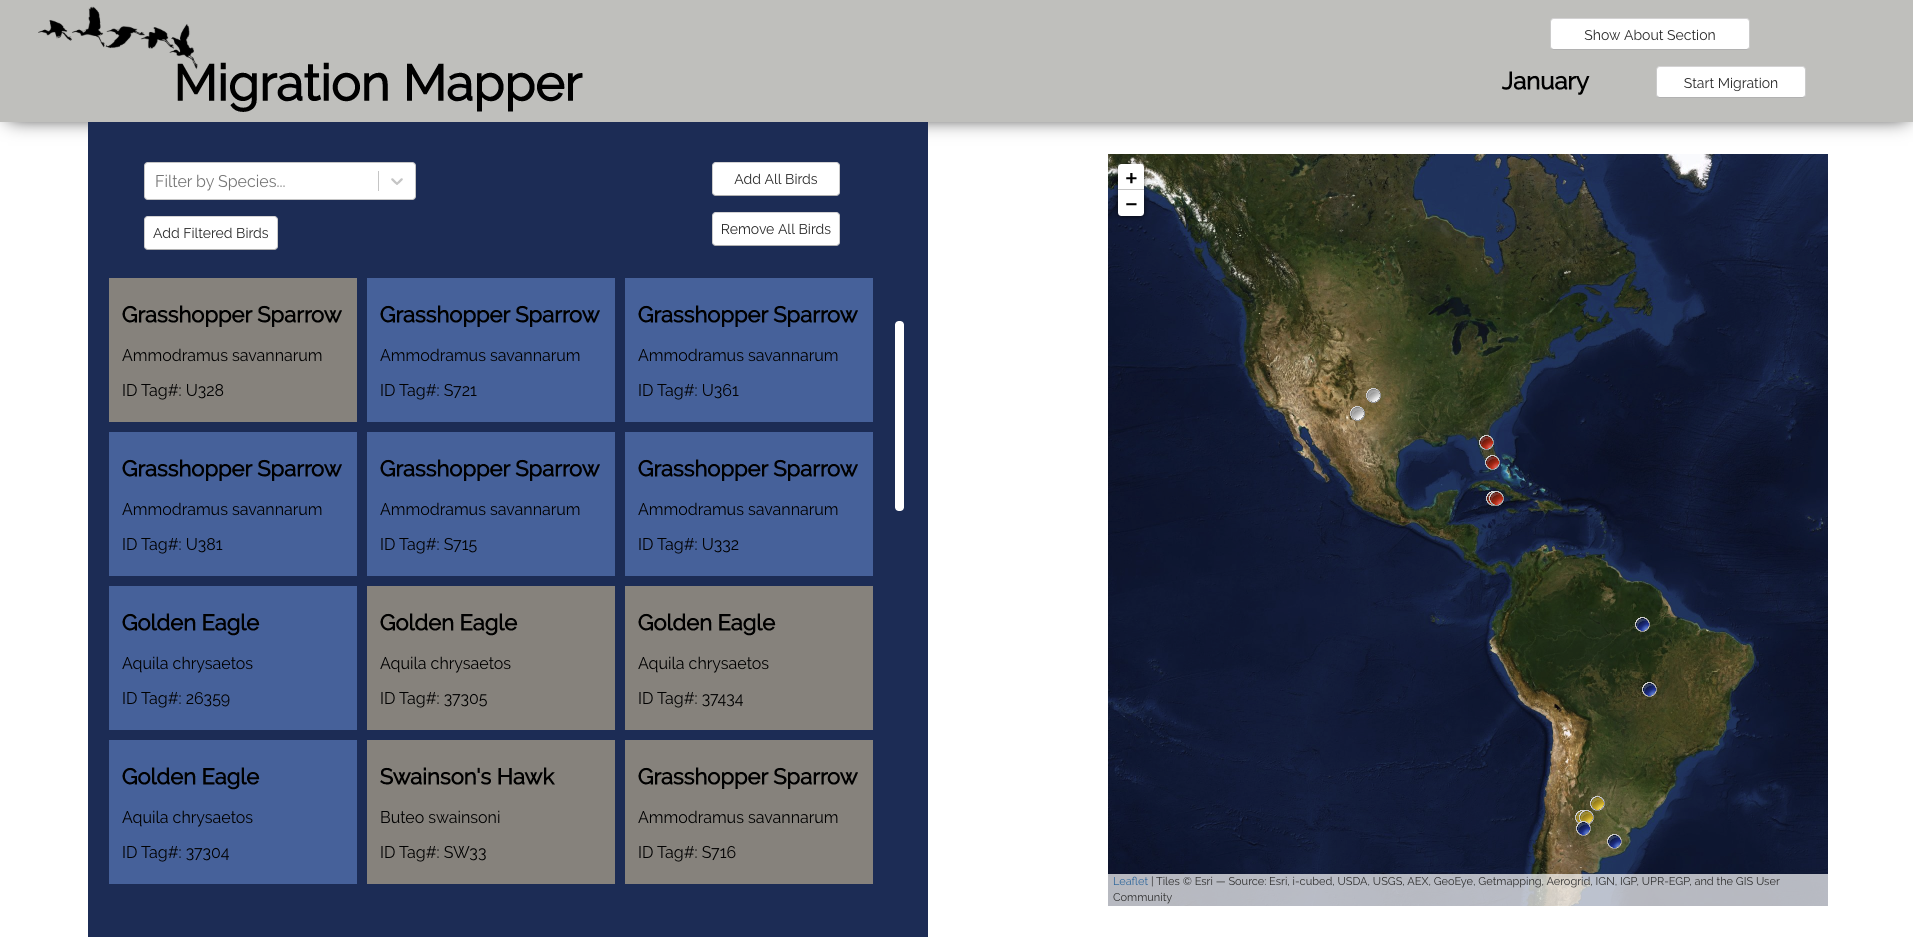 Migration Mapper
Show About Section
January
Start Migration
Filter by Species...
Add Filtered Birds
Add All Birds
Remove All Birds
Grasshopper Sparrow
Ammodramus savannarum
ID Tag#: U328
Grasshopper Sparrow
Ammodramus savannarum
ID Tag#: S721
Grasshopper Sparrow
Ammodramus savannarum
ID Tag#: U361
Grasshopper Sparrow
Ammodramus savannarum
ID Tag#: U381
Grasshopper Sparrow
Ammodramus savannarum
ID Tag#: S715
Grasshopper Sparrow
Ammodramus savannarum
ID Tag#: U332
Golden Eagle
Aquila chrysaetos
ID Tag#: 26359
Golden Eagle
Aquila chrysaetos
ID Tag#: 37305
Golden Eagle
Aquila chrysaetos
ID Tag#: 37434
Golden Eagle
Aquila chrysaetos
ID Tag#: 37304
Swainson's Hawk
Buteo swainsoni
ID Tag#: SW33
Grasshopper Sparrow
Ammodramus savannarum
ID Tag#: S716
+
−
Leaflet | Tiles © Esri — Source: Esri, i-cubed, USDA, USGS, AEX, GeoEye, Getmapping, Aerogrid, IGN, IGP, UPR-EGP, and the GIS User
Community